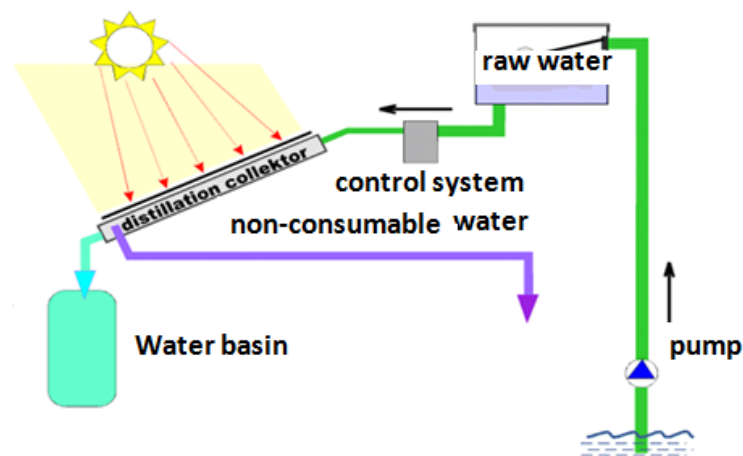 raw water
distillation collektor
control system
non-consumable water
Water basin
pump